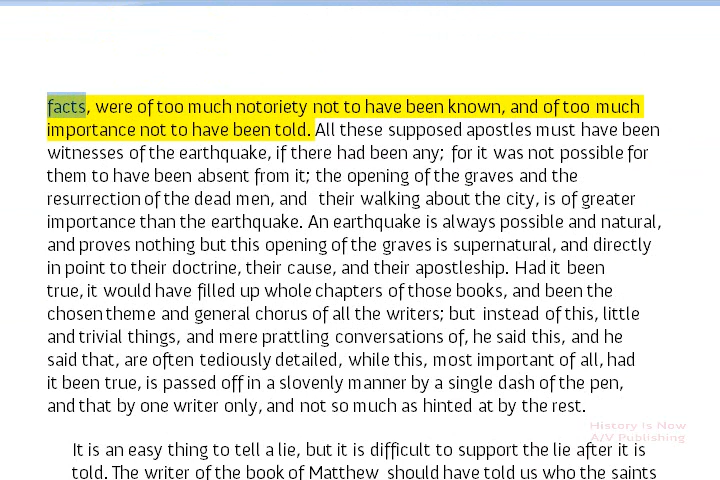 facts, were of too much notoriety not to have been known, and of too much
importance not to have been told. All these supposed apostles must have been
witnesses of the earthquake, if there had been any; for it was not possible for
them to have been absent from it; the opening of the graves and the
resurrection of the dead men, and their walking about the city, is of greater
importance than the earthquake. An earthquake is always possible and natural,
and proves nothing but this opening of the graves is supernatural, and directly
in point to their doctrine, their cause, and their apostleship. Had it been
true, it would have filled up whole chapters of those books, and been the
chosen theme and general chorus of all the writers; but instead of this, little
and trivial things, and mere prattling conversations of, he said this, and he
said that, are often tediously detailed, while this, most important of all, had
it been true, is passed off in a slovenly manner by a single dash of the pen,
and that by one writer only, and not so much as hinted at by the rest.
History Is Now
A/V Publishing
It is an easy thing to tell a lie, but it is difficult to support the lie after it is
told. The writer of the book of Matthew should have told us who the saints